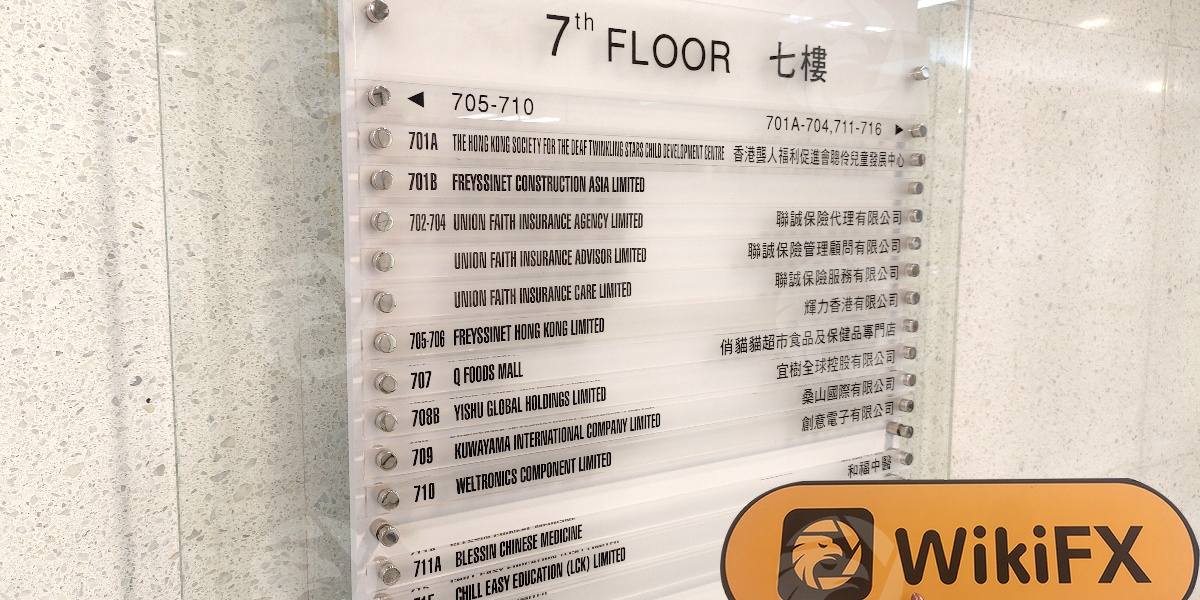 7th FLOOR 七樓
◀ 705-710
701A-704,711-716 ▶
701A THE HONG KONG SOCIETY FOR THE DEAF TWINKLING STARS CHILD DEVELOPMENT CENTRE 香港聾人福利促進會聰伶兒童發展中心
701B FREYSSINET CONSTRUCTION ASIA LIMITED
702-704 UNION FAITH INSURANCE AGENCY LIMITED 聯誠保險代理有限公司
UNION FAITH INSURANCE ADVISOR LIMITED 聯誠保險管理顧問有限公司
UNION FAITH INSURANCE CARE LIMITED 聯誠保險服務有限公司
705-706 FREYSSINET HONG KONG LIMITED 輝力香港有限公司
707 Q FOODS MALL 俏貓貓超市食品及保健品專門店
708B YISHU GLOBAL HOLDINGS LIMITED 宜樹全球控股有限公司
709 KUWAYAMA INTERNATIONAL COMPANY LIMITED 桑山國際有限公司
710 WELTRONICS COMPONENT LIMITED 創意電子有限公司
711A BLESSIN CHINESE MEDICINE 和福中醫
CHILL EASY EDUCATION (LCK) LIMITED
WikiFX